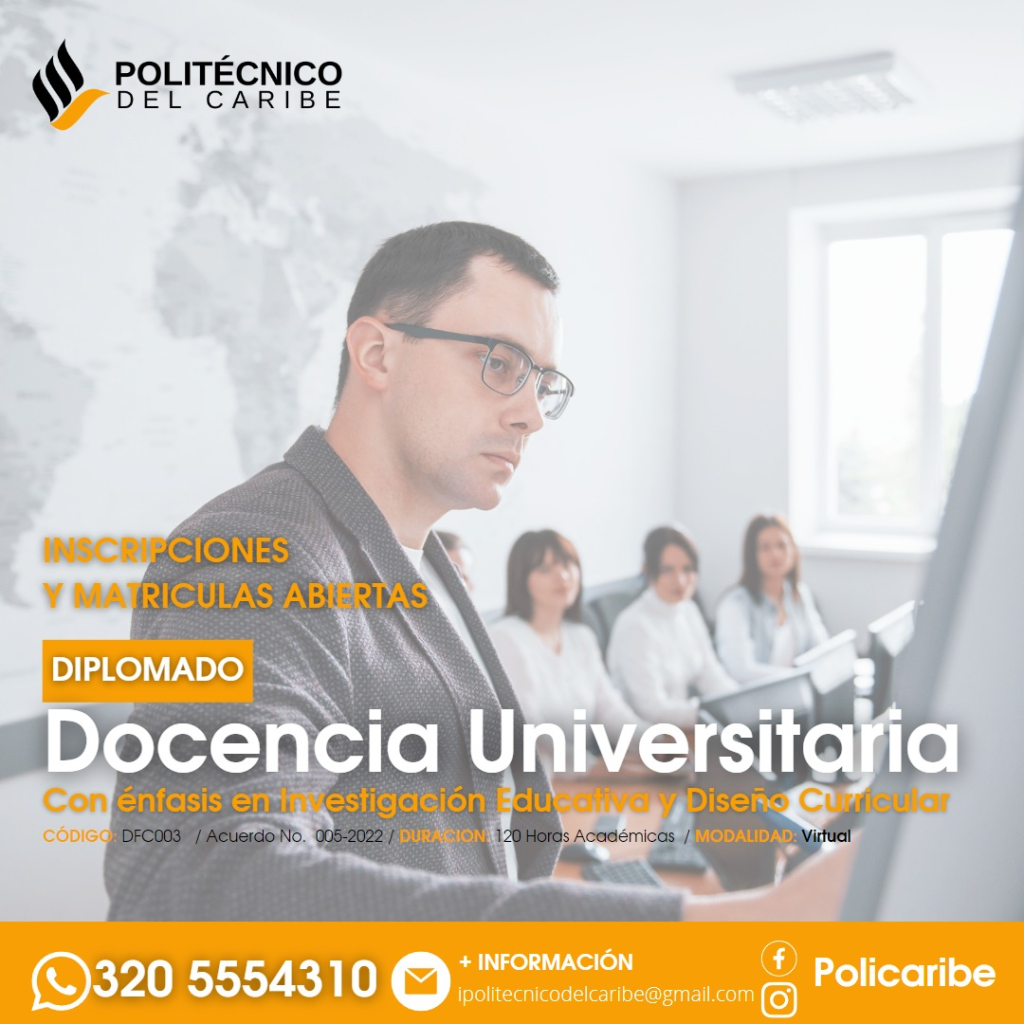 POLITÉCNICO
DEL CARIBE
INSCRIPCIONES
Y MATRICULAS ABIERTAS
DIPLOMADO
Docencia Universitaria
Con énfasis en Investigación Educativa y Diseño Curricular
CÓDIGO: DFC003 / Acuerdo No. 005-2022 / DURACIÓN: 120 Horas Académicas / MODALIDAD: Virtual
320 5554310
+ INFORMACIÓN
ipolitecnicodelcaribe@gmail.com
Policaribe